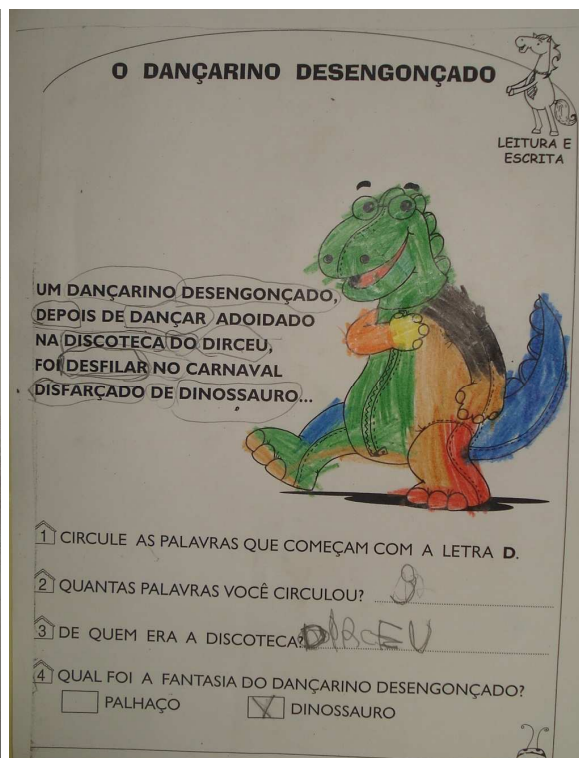 O DANÇARINO DESENGONÇADO
LEITURA E
ESCRITA
UM DANÇARINO DESENGONÇADO,
DEPOIS DE DANÇAR ADOIDADO
NA DISCOTECA DO DIRCEU,
FOI DESFILAR NO CARNAVAL
DISFARÇADO DE DINOSSAURO...
1 CIRCULE AS PALAVRAS QUE COMEÇAM COM A LETRA D.
2 QUANTAS PALAVRAS VOCÊ CIRCULOU?
3 DE QUEM ERA A DISCOTECA? DIRCEU
4 QUAL FOI A FANTASIA DO DANÇARINO DESENGONÇADO?
PALHAÇO X DINOSSAURO